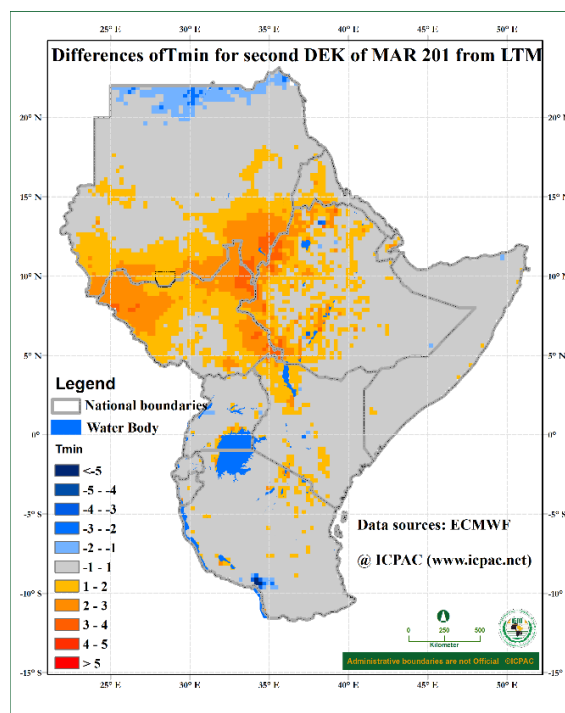 Differences ofTmin for second DEK of MAR 201 from LTM
25° E 30° E 35° E 40° E 45° E 50° E
20° N 20° N
15° N 15° N
10° N 10° N
5° N 5° N
0° 0°
-5° S -5° S
-10° S -10° S
-15° S -15° S
Legend
National boundaries
Water Body
Tmin
<-5
-5 - -4
-4 - -3
-3 - -2
-2 - -1
-1 - 1
1 - 2
2 - 3
3 - 4
4 - 5
> 5
Data sources: ECMWF
@ ICPAC (www.icpac.net)
0 250 500
Kilometer
Administrative boundaries are not Official ©ICPAC
25° E 30° E 35° E 40° E 45° E 50° E